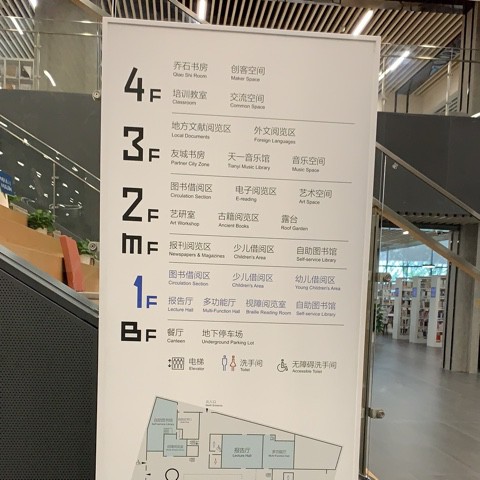 4F
乔石书房 创客空间
Qiao Shi Room Maker Space
培训教室 交流空间
Classroom Common Space
3F
地方文献阅览区 外文阅览区
Local Documents Foreign Languages
友城书房 天一音乐馆 音乐空间
Partner City Zone Tianyi Music Library Music Space
2F
图书借阅区 电子阅览区 艺术空间
Circulation Section E-reading Art Space
艺研室 古籍阅览区 露台
Art Workshop Ancient Books Roof Garden
mF
报刊阅览区 少儿借阅区 自助图书馆
Newspapers & Magazines Children's Area Self-service Library
1F
图书借阅区 少儿借阅区 幼儿借阅区
Circulation Section Children's Area Young Children's Area
报告厅 多功能厅 视障阅览室 自助图书馆
Lecture Hall Multi-Function Hall Braille Reading Room Self-service Library
BF
餐厅 地下停车场
Canteen Underground Parking Lot
电梯 洗手间 无障碍洗手间
Elevator Toilet Accessible Toilet
报告厅
Lecture Hall
多功能厅